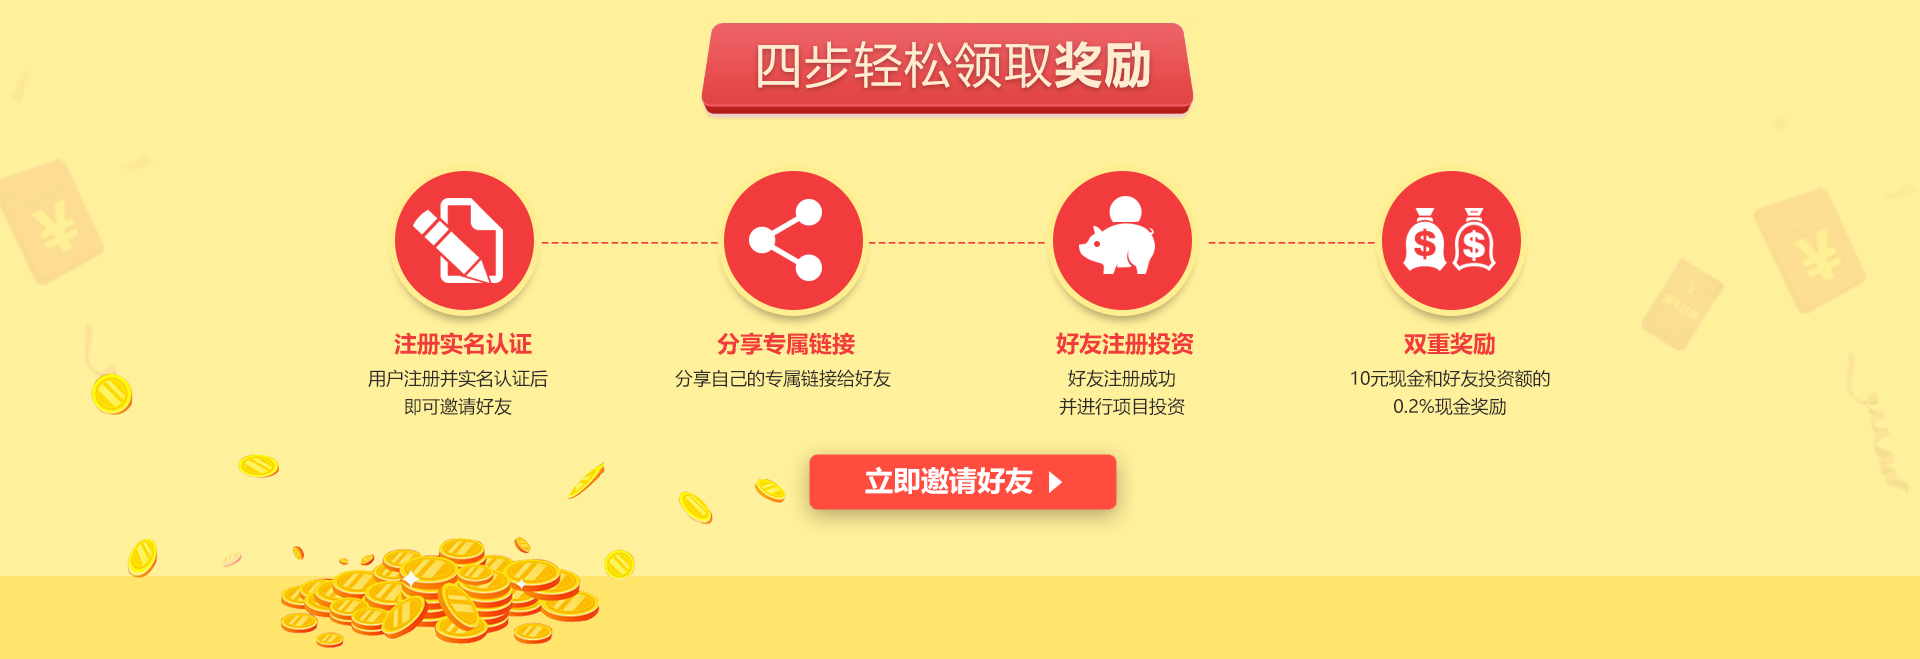 四步轻松领取奖励
注册实名认证
用户注册并实名认证后
即可邀请好友
分享专属链接
分享自己的专属链接给好友
好友注册投资
好友注册成功
并进行项目投资
双重奖励
10元现金和好友投资额的
0.2%现金奖励
立即邀请好友